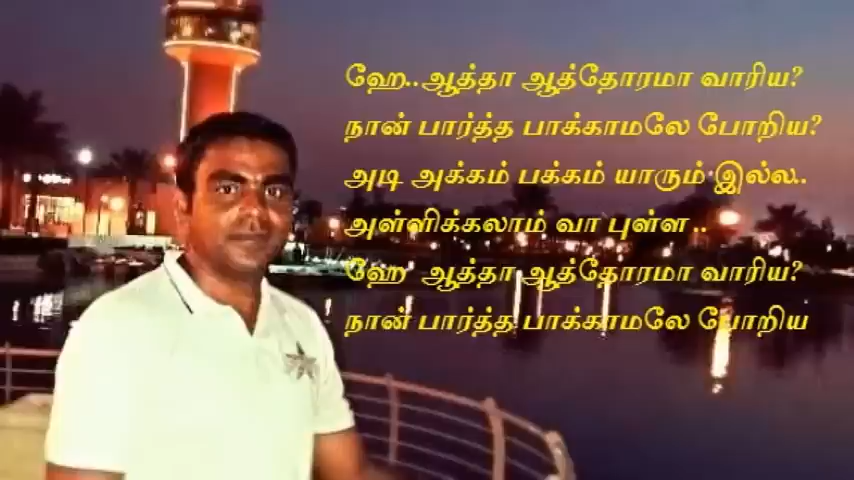 ஹே..ஆத்தா ஆத்தோரமா வாரிய?
நான் பார்த்த பாக்காமலே போறிய?
அடி அக்கம் பக்கம் யாரும் இல்ல..
அள்ளிக்கலாம் வா புள்ள ..
ஹே ஆத்தா ஆத்தோரமா வாரிய?
நான் பார்த்த பாக்காமலே போறிய